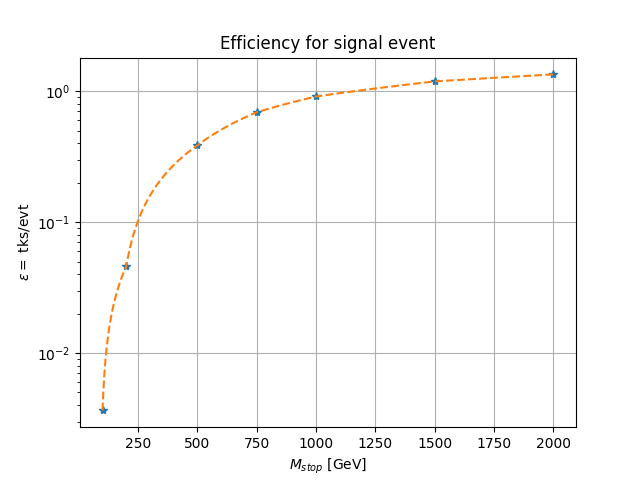 Efficiency for signal event
10⁰
10⁻¹
10⁻²
ε = tks/evt
250 500 750 1000 1250 1500 1750 2000
M_stop [GeV]